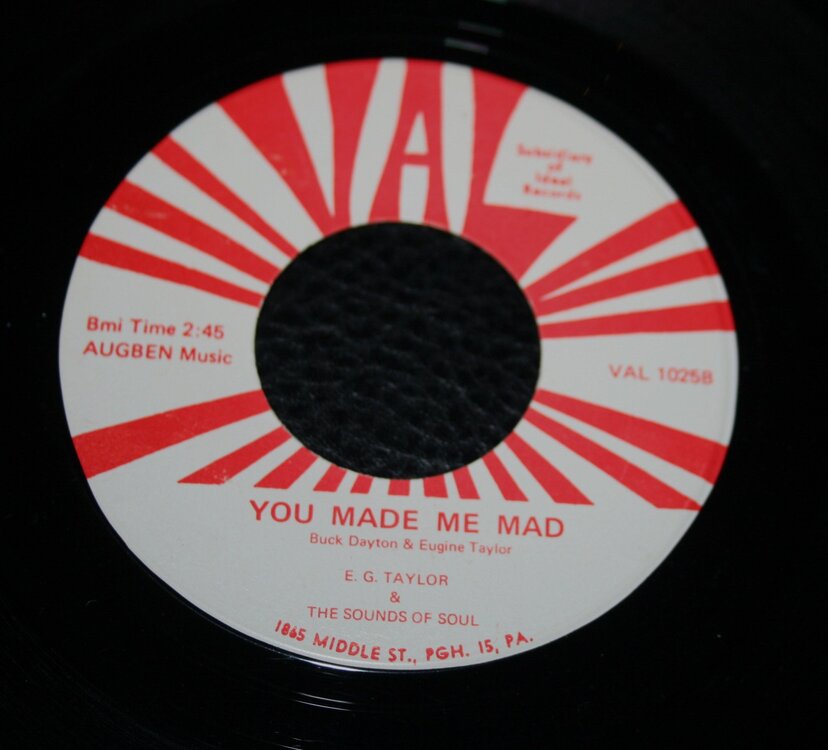 VAL
Subsidiary
of
Ideal
Records
Bmi Time 2:45
AUGBEN Music
VAL 1025B
YOU MADE ME MAD
Buck Dayton & Eugine Taylor
E. G. TAYLOR
&
THE SOUNDS OF SOUL
1865 MIDDLE ST., PGH. 15, PA.